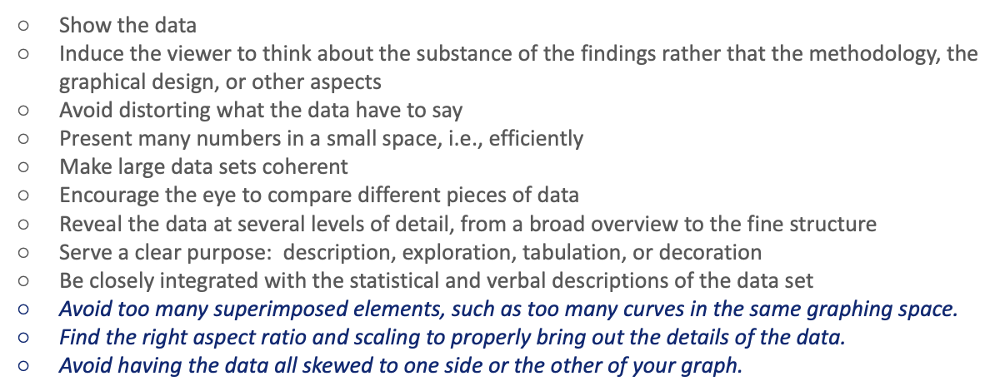 ○ Show the data
○ Induce the viewer to think about the substance of the findings rather that the methodology, the
graphical design, or other aspects
○ Avoid distorting what the data have to say
○ Present many numbers in a small space, i.e., efficiently
○ Make large data sets coherent
○ Encourage the eye to compare different pieces of data
○ Reveal the data at several levels of detail, from a broad overview to the fine structure
○ Serve a clear purpose:  description, exploration, tabulation, or decoration
○ Be closely integrated with the statistical and verbal descriptions of the data set
○ Avoid too many superimposed elements, such as too many curves in the same graphing space.
○ Find the right aspect ratio and scaling to properly bring out the details of the data.
○ Avoid having the data all skewed to one side or the other of your graph.